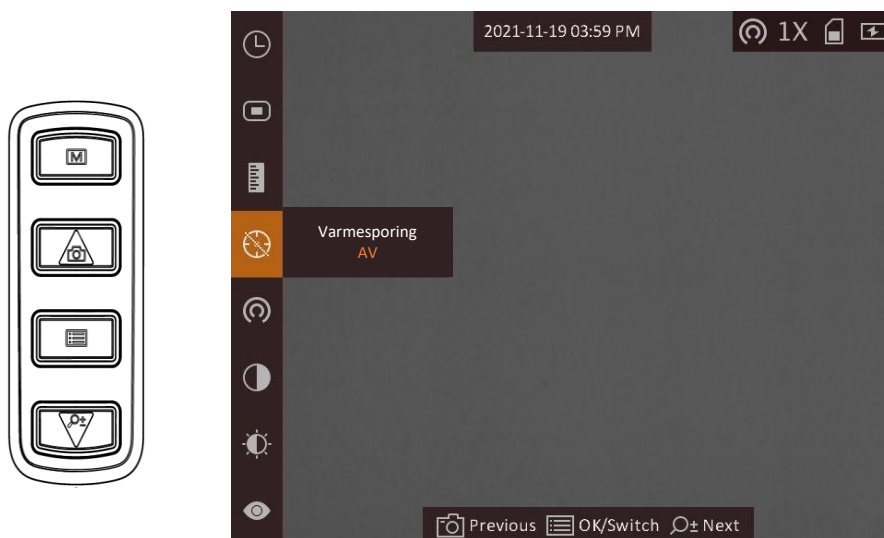 M
2021-11-19 03:59 PM
1X
Varmesporing
AV
Previous OK/Switch Next